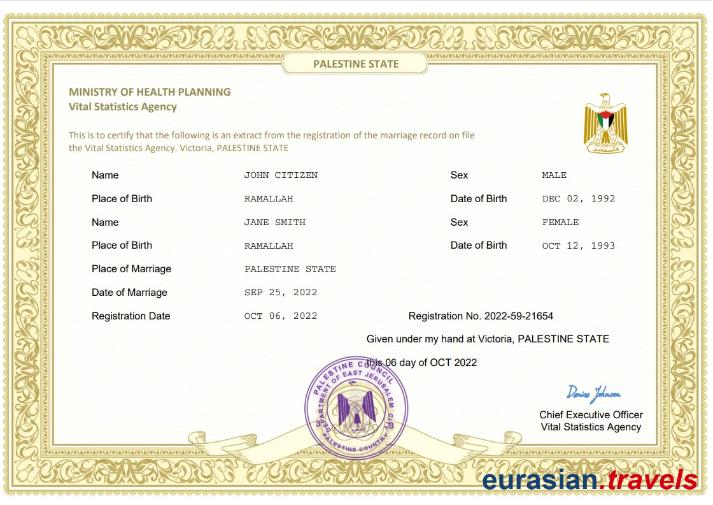 PALESTINE STATE
MINISTRY OF HEALTH PLANNING
Vital Statistics Agency
This is to certify that the following is an extract from the registration of the marriage record on file
the Vital Statistics Agency. Victoria, PALESTINE STATE
Name JOHN CITIZEN Sex MALE
Place of Birth RAMALLAH Date of Birth DEC 02, 1992
Name JANE SMITH Sex FEMALE
Place of Birth RAMALLAH Date of Birth OCT 12, 1993
Place of Marriage PALESTINE STATE
Date of Marriage SEP 25, 2022
Registration Date OCT 06, 2022 Registration No. 2022-59-21654
Given under my hand at Victoria, PALESTINE STATE
this 06 day of OCT 2022
PALESTINE COUNCIL
DEPARTMENT OF EAST JERUSALEM
PALESTINE COUNTRY
Denise Johnson
Chief Executive Officer
Vital Statistics Agency
eurasian.travels